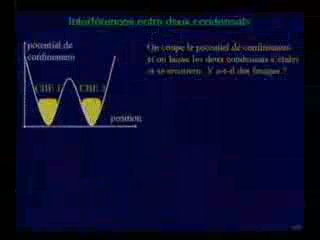 Interférences entre deux condensats
potentiel de
confinement
On coupe le potentiel de confinement
et on laisse les deux condensats s'étaler
et se recouvrir. Y a-t-il des franges ?
CBE 1 CBE 2
position